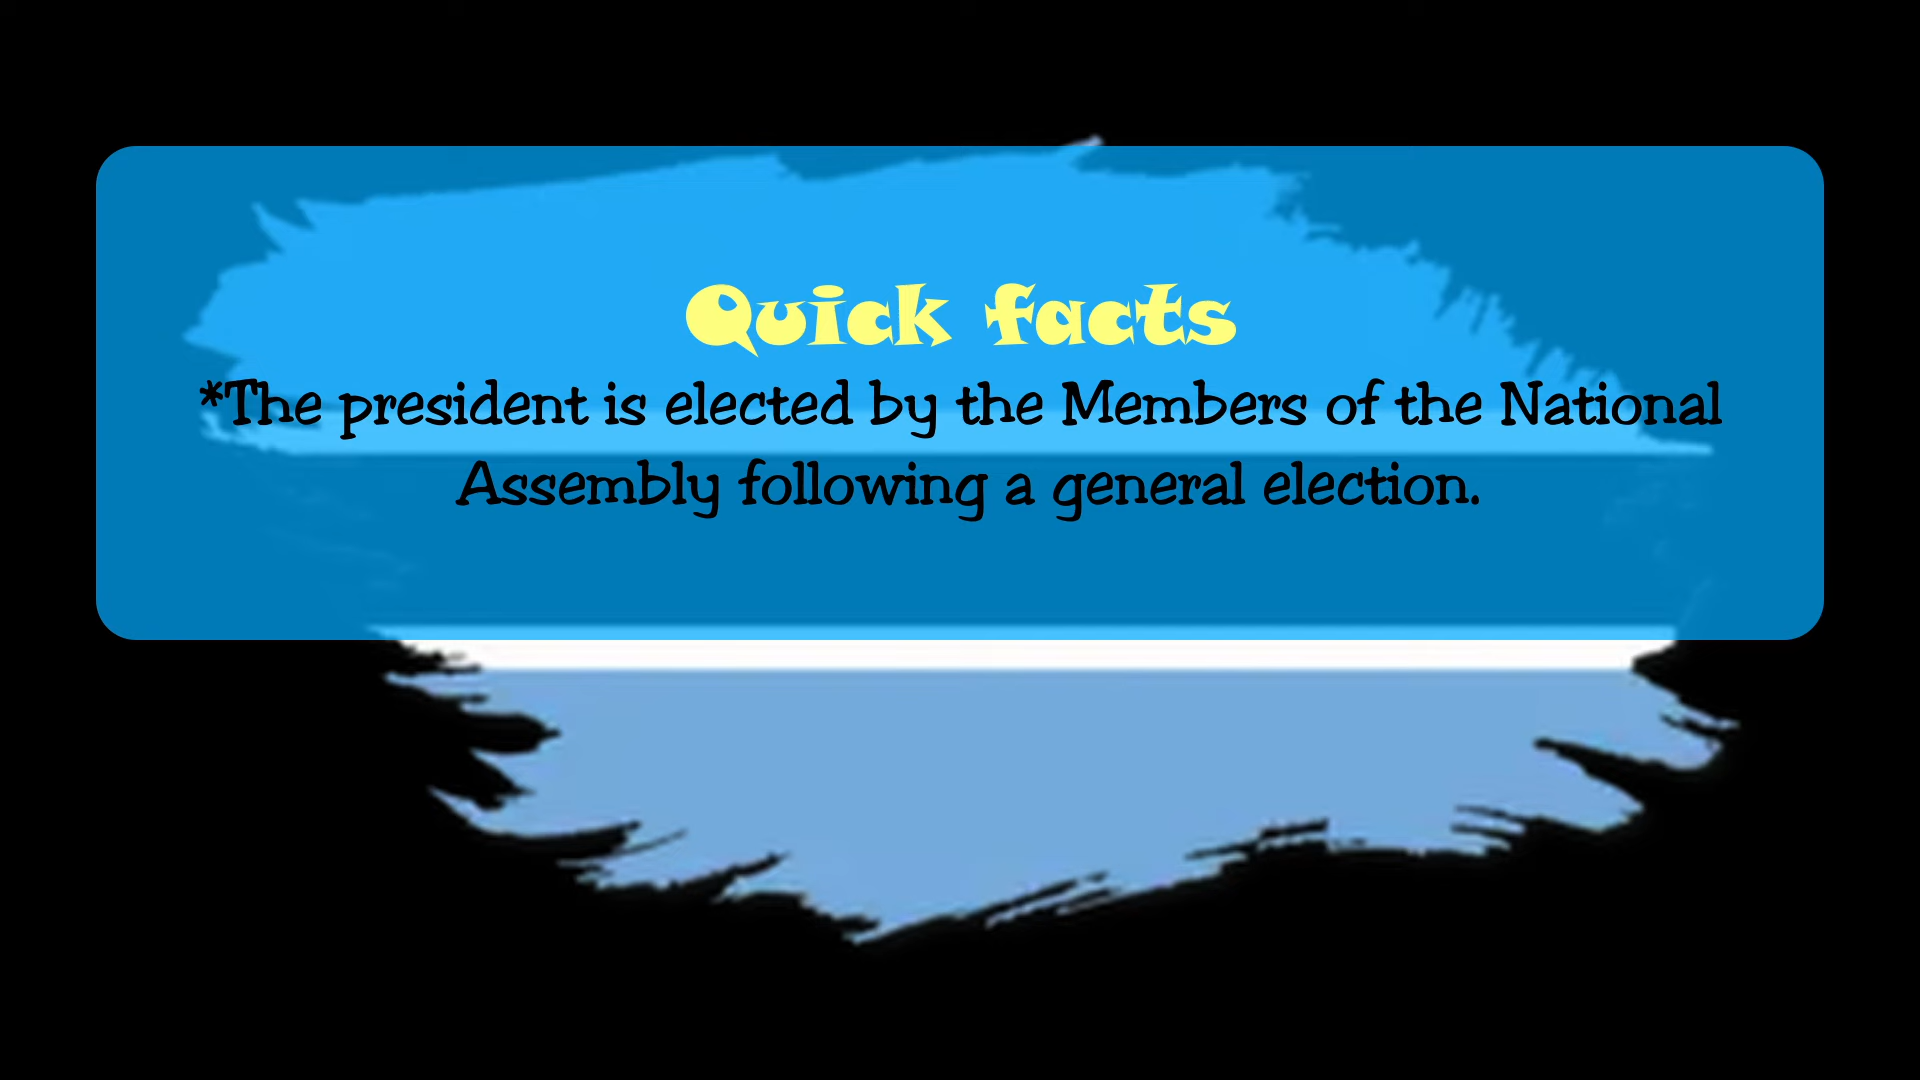 Quick facts
*The president is elected by the Members of the National
Assembly following a general election.